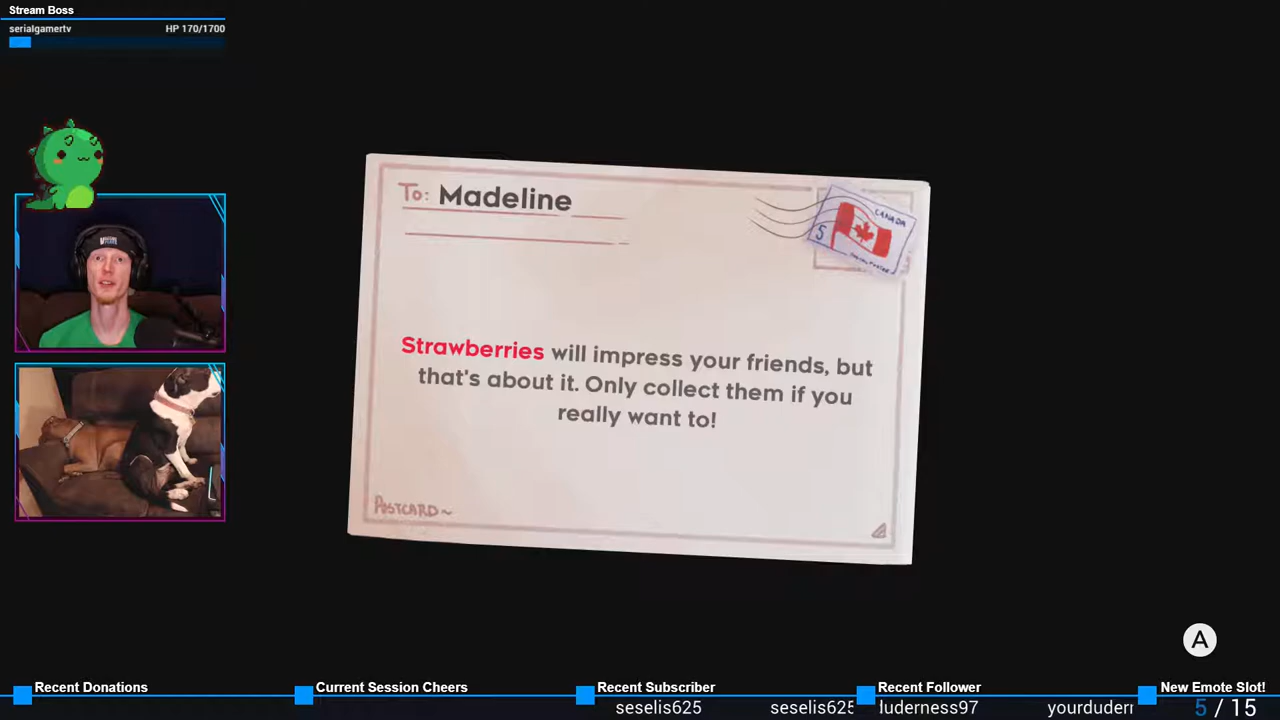 Stream Boss
serialgamertv HP 170/1700
To: Madeline
CANADA
5
Strawberries will impress your friends, but
that's about it. Only collect them if you
really want to!
POSTCARD~
A
Recent Donations
Current Session Cheers
Recent Subscriber
seselis625 seselis625
Recent Follower
luderness97 yourduderr
New Emote Slot!
5 / 15